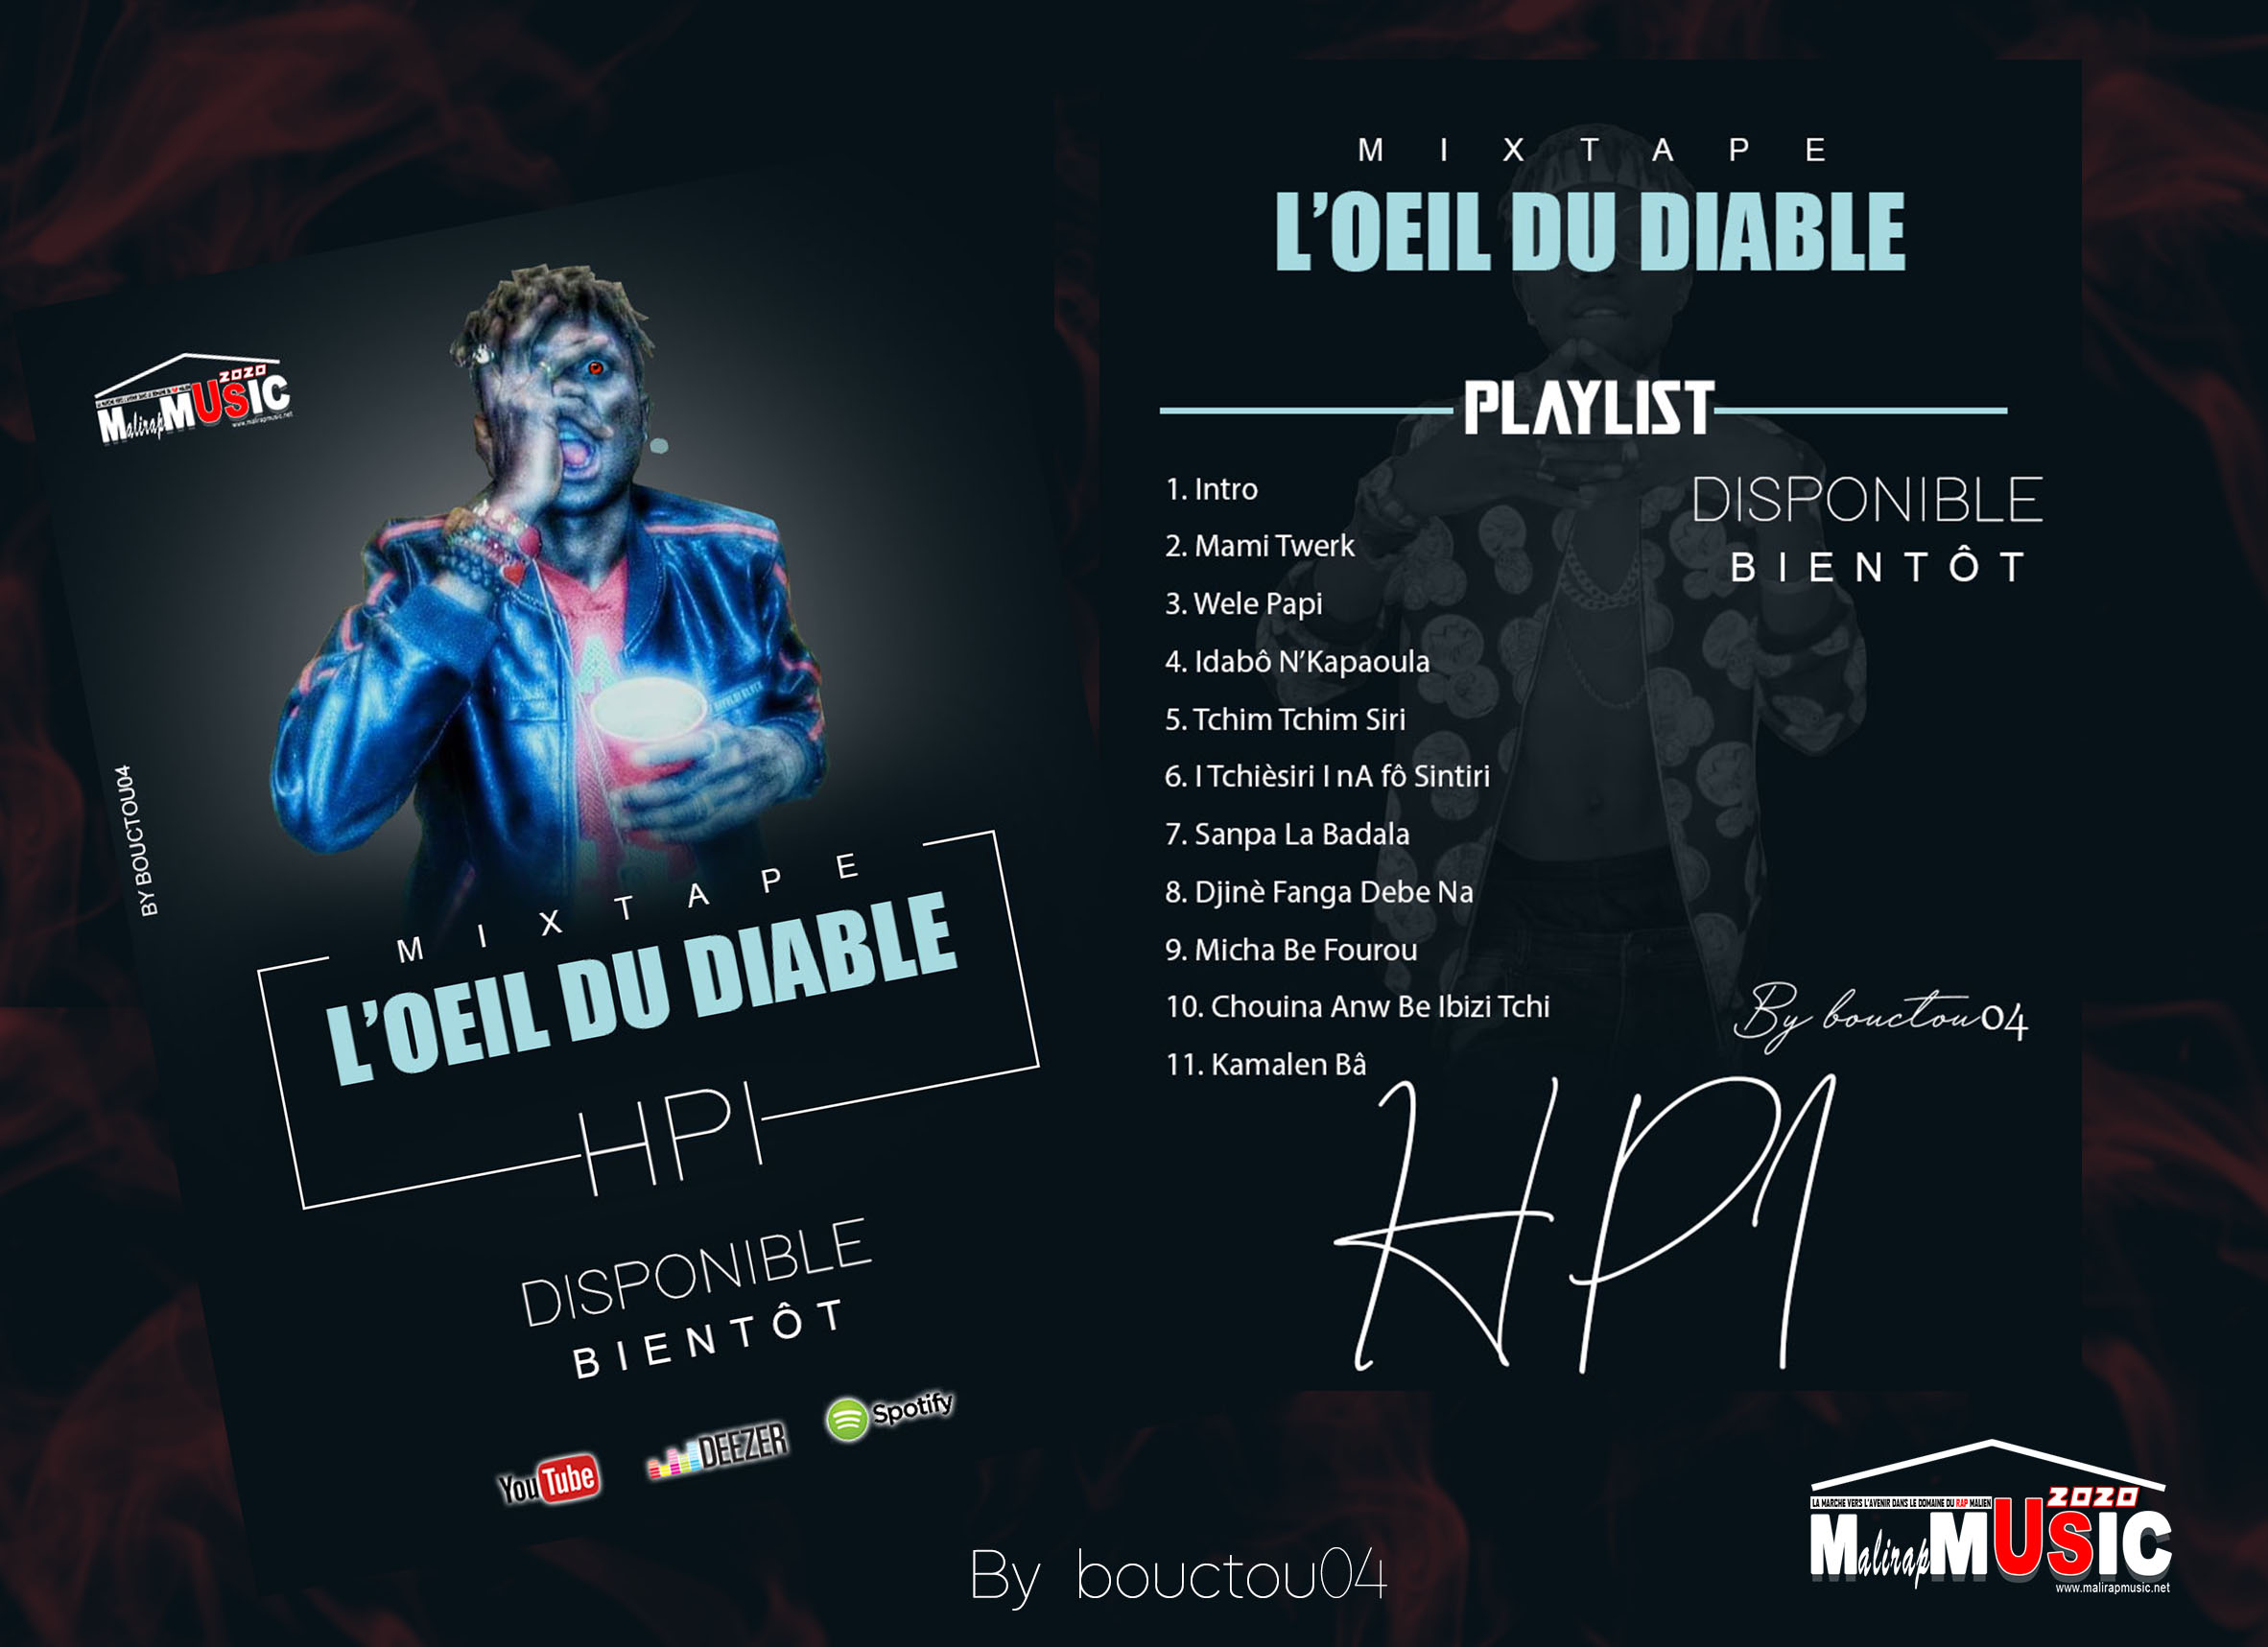 2020
MalirapMUSIC
www.malirapmusic.net
BY BOUCTOU04
MIXTAPE
L'OEIL DU DIABLE
HPI
DISPONIBLE
BIENTÔT
YouTube
DEEZER
Spotify
MIXTAPE
L'OEIL DU DIABLE
PLAYLIST
1. Intro
2. Mami Twerk
3. Wele Papi
4. Idabô N'Kapaoula
5. Tchim Tchim Siri
6. I Tchièsiri I nA fô Sintiri
7. Sanpa La Badala
8. Djinè Fanga Debe Na
9. Micha Be Fourou
10. Chouina Anw Be Ibizi Tchi
11. Kamalen Bâ
DISPONIBLE
BIENTÔT
By bouctou04
HPI
By bouctou04
2020
LA MARCHE VERS L'AVENIR DANS LE DOMAINE DU RAP MALIEN
MalirapMUSIC
www.malirapmusic.net